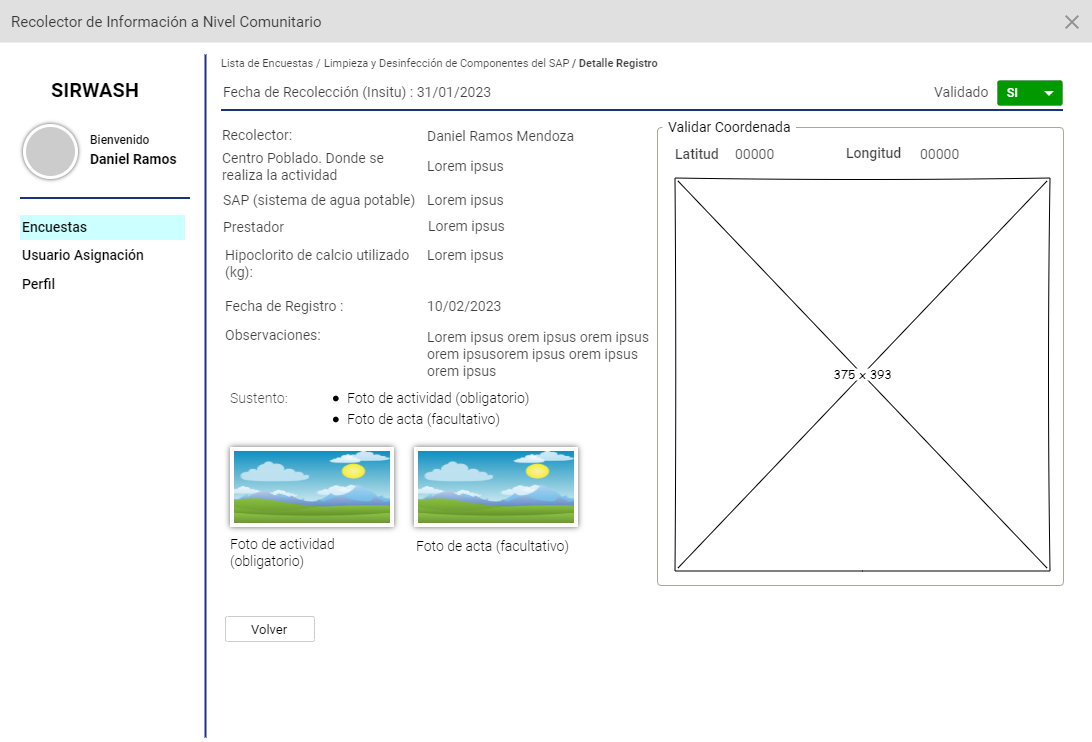 Recolector de Información a Nivel Comunitario
SIRWASH
Bienvenido
Daniel Ramos
Encuestas
Usuario Asignación
Perfil
Lista de Encuestas / Limpieza y Desinfección de Componentes del SAP / Detalle Registro
Fecha de Recolección (Insitu) : 31/01/2023
Validado SI
Recolector: Daniel Ramos Mendoza
Centro Poblado. Donde se
realiza la actividad
Lorem ipsus
SAP (sistema de agua potable) Lorem ipsus
Prestador Lorem ipsus
Hipoclorito de calcio utilizado
(kg):
Lorem ipsus
Fecha de Registro : 10/02/2023
Observaciones:
Lorem ipsus orem ipsus orem ipsus
orem ipsusorem ipsus orem ipsus
orem ipsus
Sustento:
• Foto de actividad (obligatorio)
• Foto de acta (facultativo)
Foto de actividad
(obligatorio)
Foto de acta (facultativo)
Volver
Validar Coordenada
Latitud 00000 Longitud 00000
375 × 393